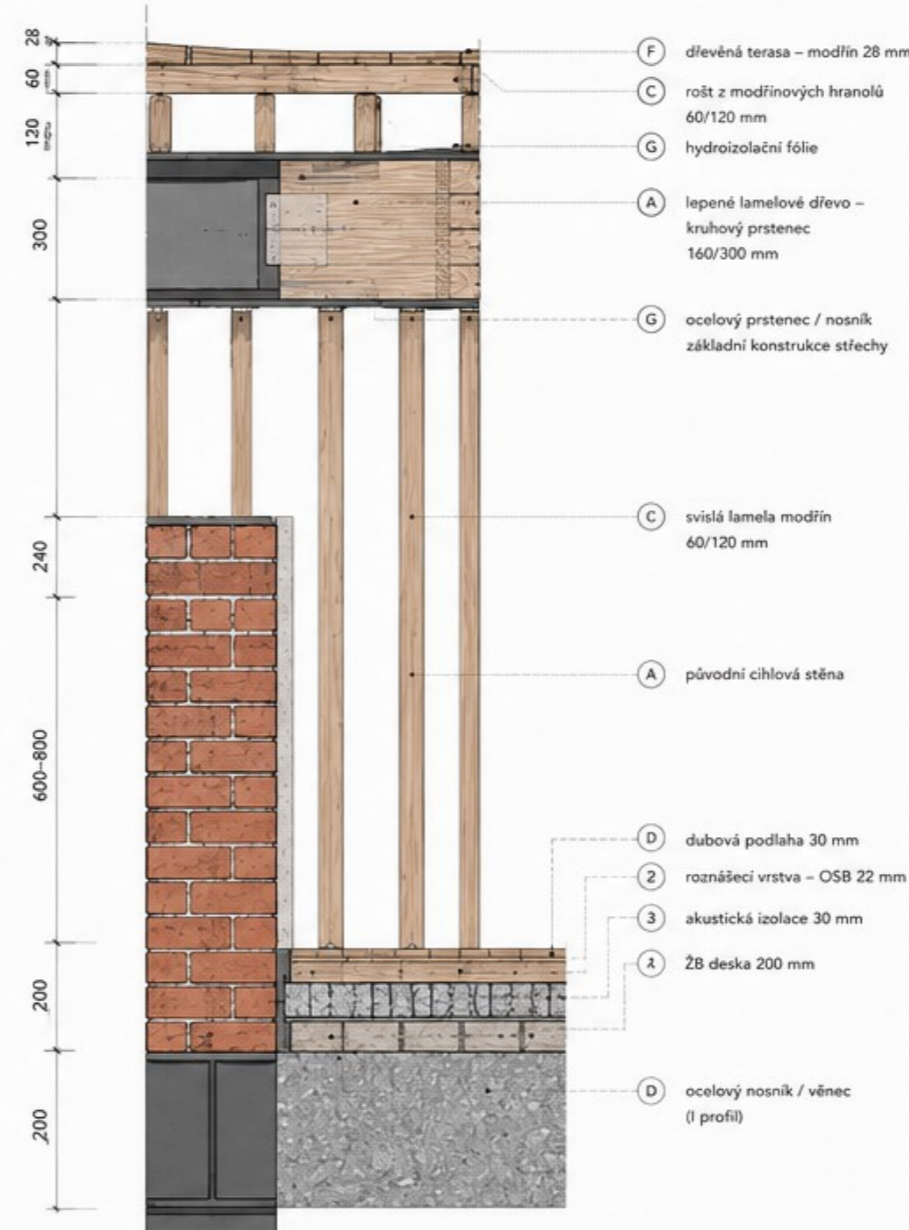 28
F dřevěná terasa – modřín 28 mm
60
C rošt z modřínových hranolů
60/120 mm
120
G hydroizolační fólie
A lepené lamelové dřevo –
kruhový prstenec
160/300 mm
300
G ocelový prstenec / nosník
základní konstrukce střechy
C svislá lamela modřín
60/120 mm
240
A původní cihlová stěna
600–800
D dubová podlaha 30 mm
2 roznášecí vrstva – OSB 22 mm
3 akustická izolace 30 mm
ŽB deska 200 mm
200
D ocelový nosník / věnec
(I profil)
200